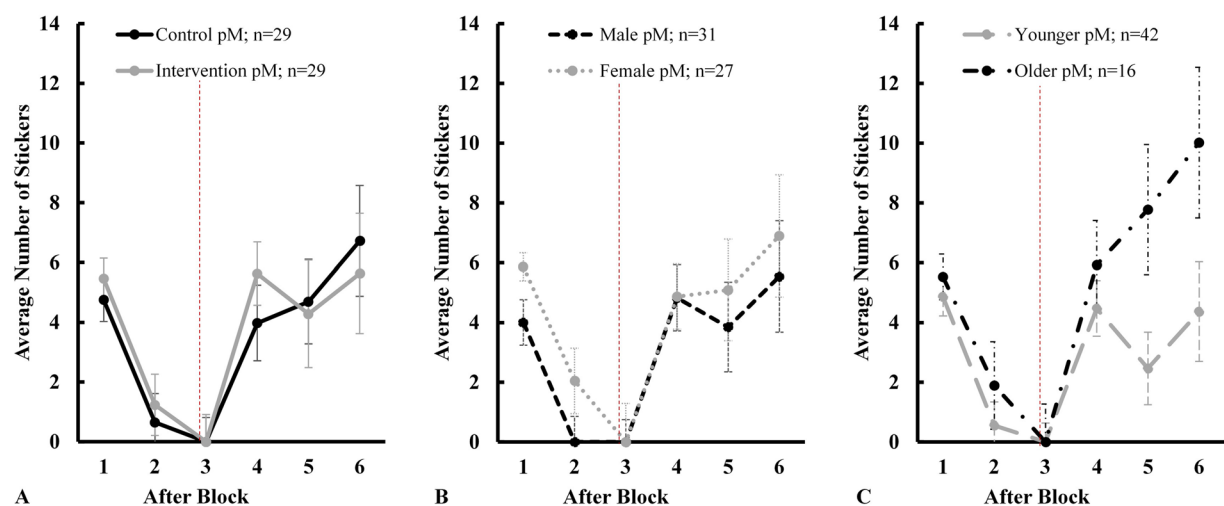 Average Number of Stickers
14
12
10
8
6
4
2
0
Control pM; n=29
Intervention pM; n=29
1 2 3 4 5 6
A After Block
Average Number of Stickers
14
12
10
8
6
4
2
0
Male pM; n=31
Female pM; n=27
1 2 3 4 5 6
B After Block
Average Number of Stickers
14
12
10
8
6
4
2
0
Younger pM; n=42
Older pM; n=16
1 2 3 4 5 6
C After Block